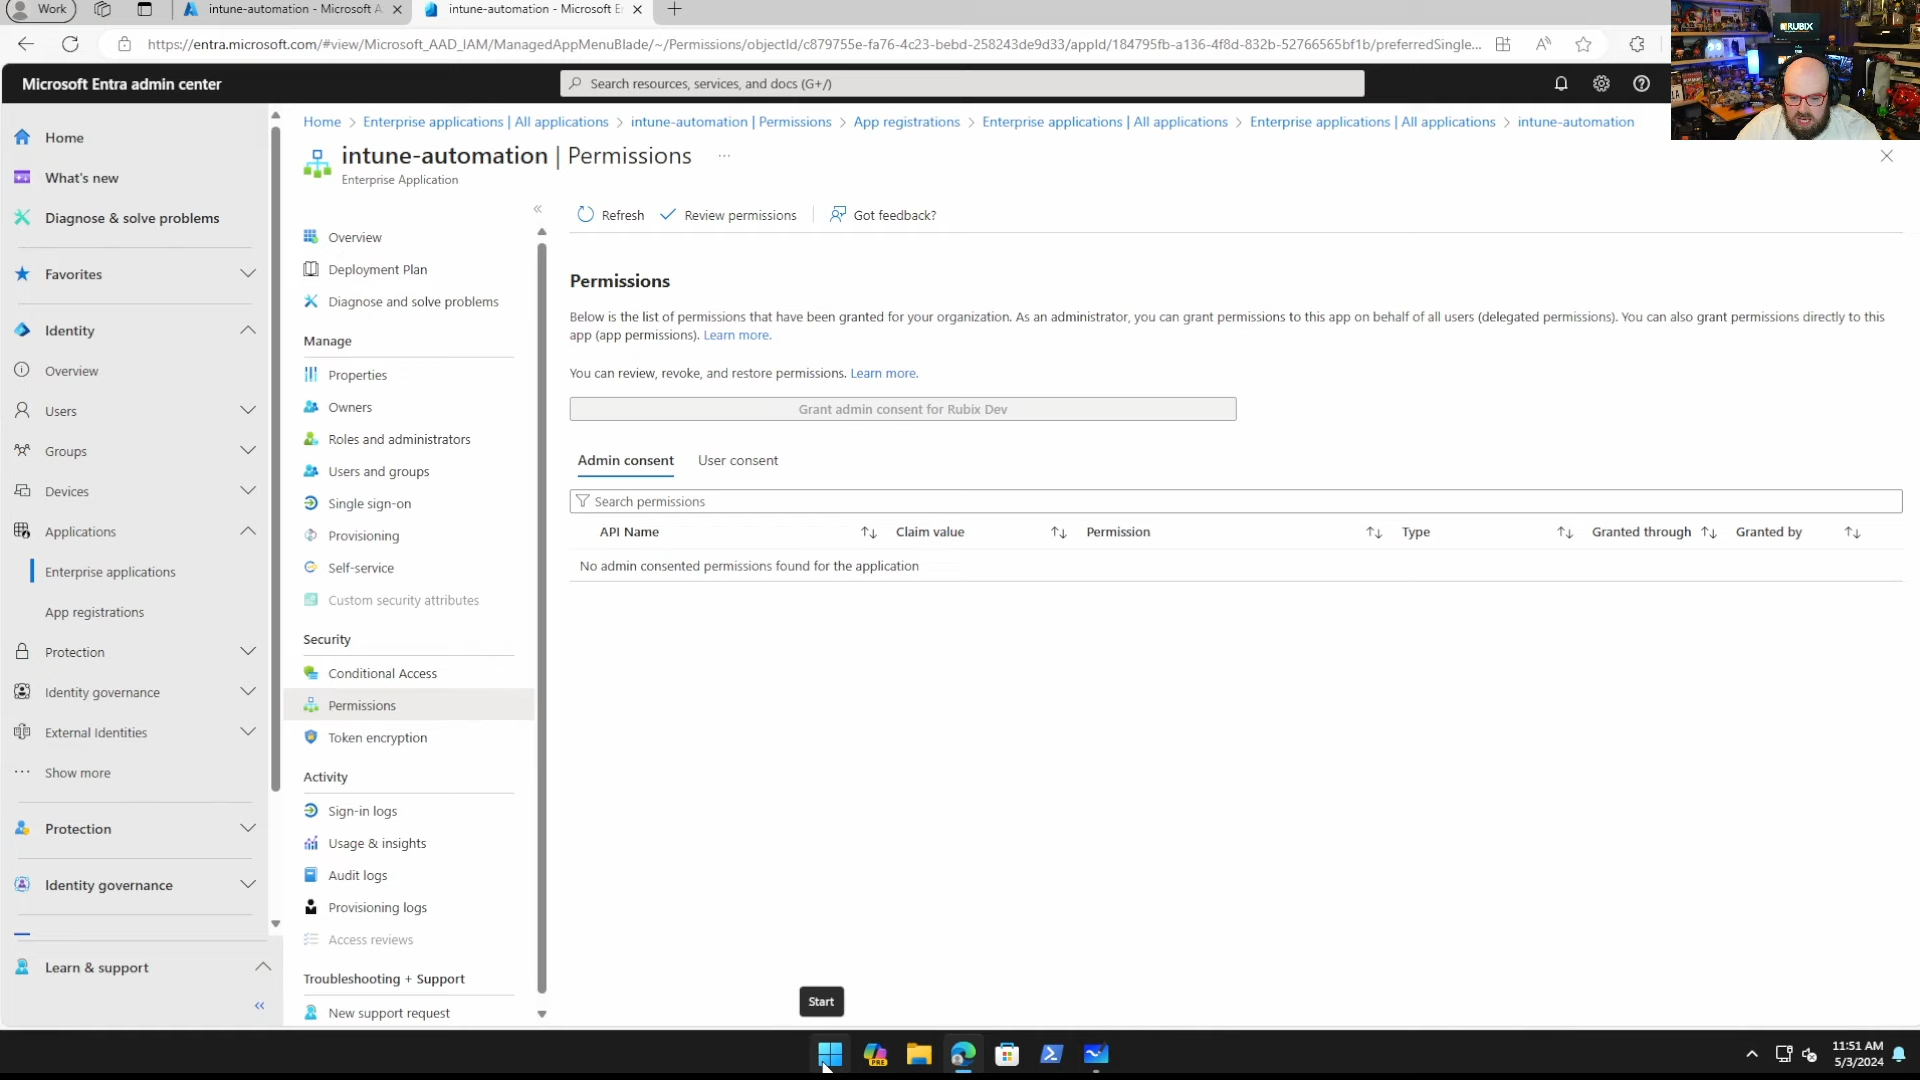 Work
intune-automation - Microsoft A
intune-automation - Microsoft E
https://entra.microsoft.com/#view/Microsoft_AAD_IAM/ManagedAppMenuBlade/~/Permissions/objectId/c879755e-fa76-4c23-bebd-258243de9d33/appId/184795fb-a136-4f8d-832b-52766565bf1b/preferredSingle...
RUBIX
Microsoft Entra admin center
Search resources, services, and docs (G+/)
Home > Enterprise applications | All applications > intune-automation | Permissions > App registrations > Enterprise applications | All applications > Enterprise applications | All applications > intune-automation
intune-automation | Permissions ...
Enterprise Application
Home
What's new
Diagnose & solve problems
Favorites
Identity
Overview
Users
Groups
Devices
Applications
Enterprise applications
App registrations
Protection
Identity governance
External Identities
Show more
Protection
Identity governance
Learn & support
Overview
Deployment Plan
Diagnose and solve problems
Manage
Properties
Owners
Roles and administrators
Users and groups
Single sign-on
Provisioning
Self-service
Custom security attributes
Security
Conditional Access
Permissions
Token encryption
Activity
Sign-in logs
Usage & insights
Audit logs
Provisioning logs
Access reviews
Troubleshooting + Support
New support request
Refresh
Review permissions
Got feedback?
Permissions
Below is the list of permissions that have been granted for your organization. As an administrator, you can grant permissions to this app on behalf of all users (delegated permissions). You can also grant permissions directly to this
app (app permissions). Learn more.
You can review, revoke, and restore permissions. Learn more.
Grant admin consent for Rubix Dev
Admin consent
User consent
Search permissions
API Name
Claim value
Permission
Type
Granted through
Granted by
No admin consented permissions found for the application
Start
PRE
11:51 AM
5/3/2024